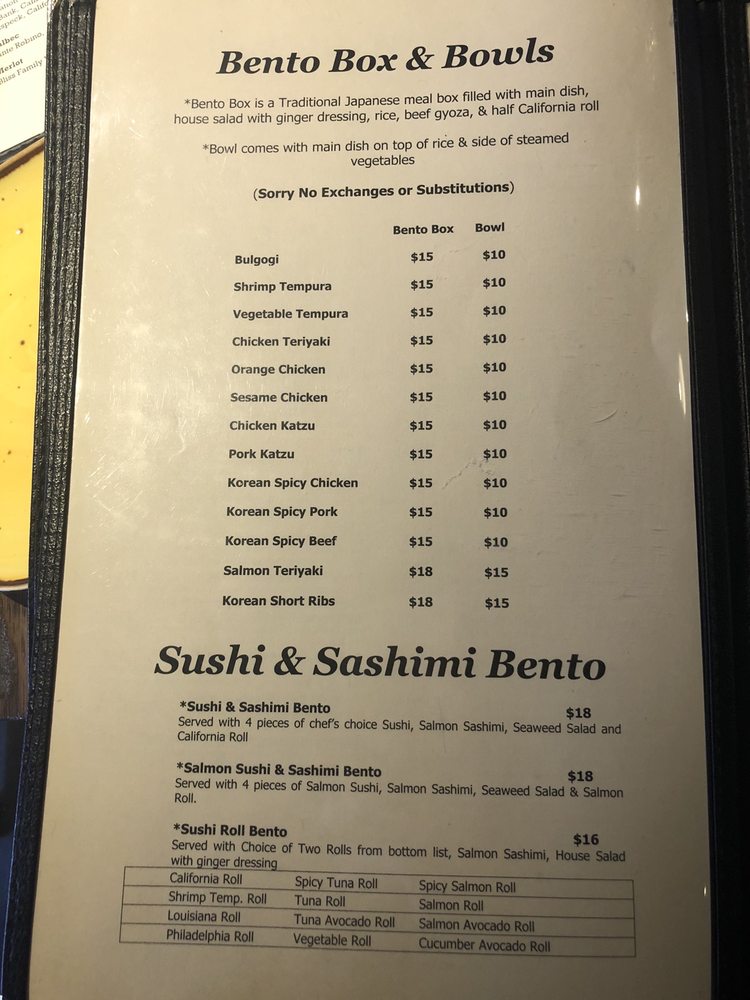 Bank, Cali
speck, Califo
albec
ante Robino,
Merlot
Bliss Family
Bento Box & Bowls
*Bento Box is a Traditional Japanese meal box filled with main dish,
house salad with ginger dressing, rice, beef gyoza, & half California roll
*Bowl comes with main dish on top of rice & side of steamed
vegetables
(Sorry No Exchanges or Substitutions)
Bento Box Bowl
Bulgogi $15 $10
Shrimp Tempura $15 $10
Vegetable Tempura $15 $10
Chicken Teriyaki $15 $10
Orange Chicken $15 $10
Sesame Chicken $15 $10
Chicken Katzu $15 $10
Pork Katzu $15 $10
Korean Spicy Chicken $15 $10
Korean Spicy Pork $15 $10
Korean Spicy Beef $15 $10
Salmon Teriyaki $18 $15
Korean Short Ribs $18 $15
Sushi & Sashimi Bento
*Sushi & Sashimi Bento $18
Served with 4 pieces of chef's choice Sushi, Salmon Sashimi, Seaweed Salad and
California Roll
*Salmon Sushi & Sashimi Bento $18
Served with 4 pieces of Salmon Sushi, Salmon Sashimi, Seaweed Salad & Salmon
Roll.
*Sushi Roll Bento $16
Served with Choice of Two Rolls from bottom list, Salmon Sashimi, House Salad
with ginger dressing
California Roll Spicy Tuna Roll Spicy Salmon Roll
Shrimp Temp. Roll Tuna Roll Salmon Roll
Louisiana Roll Tuna Avocado Roll Salmon Avocado Roll
Philadelphia Roll Vegetable Roll Cucumber Avocado Roll